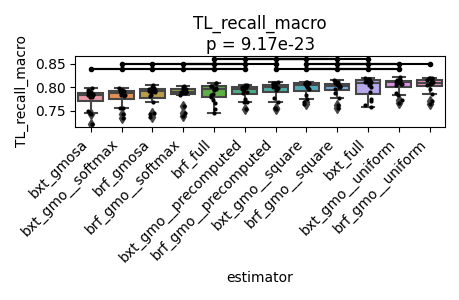 TL_recall_macro
p = 9.17e-23
TL_recall_macro
0.85
0.80
0.75
bxt_gmosa
bxt_gmo__softmax
brf_gmosa
brf_gmo__softmax
brf_full
bxt_gmo__precomputed
brf_gmo__precomputed
bxt_gmo__square
brf_gmo__square
bxt_full
bxt_gmo__uniform
brf_gmo__uniform
estimator